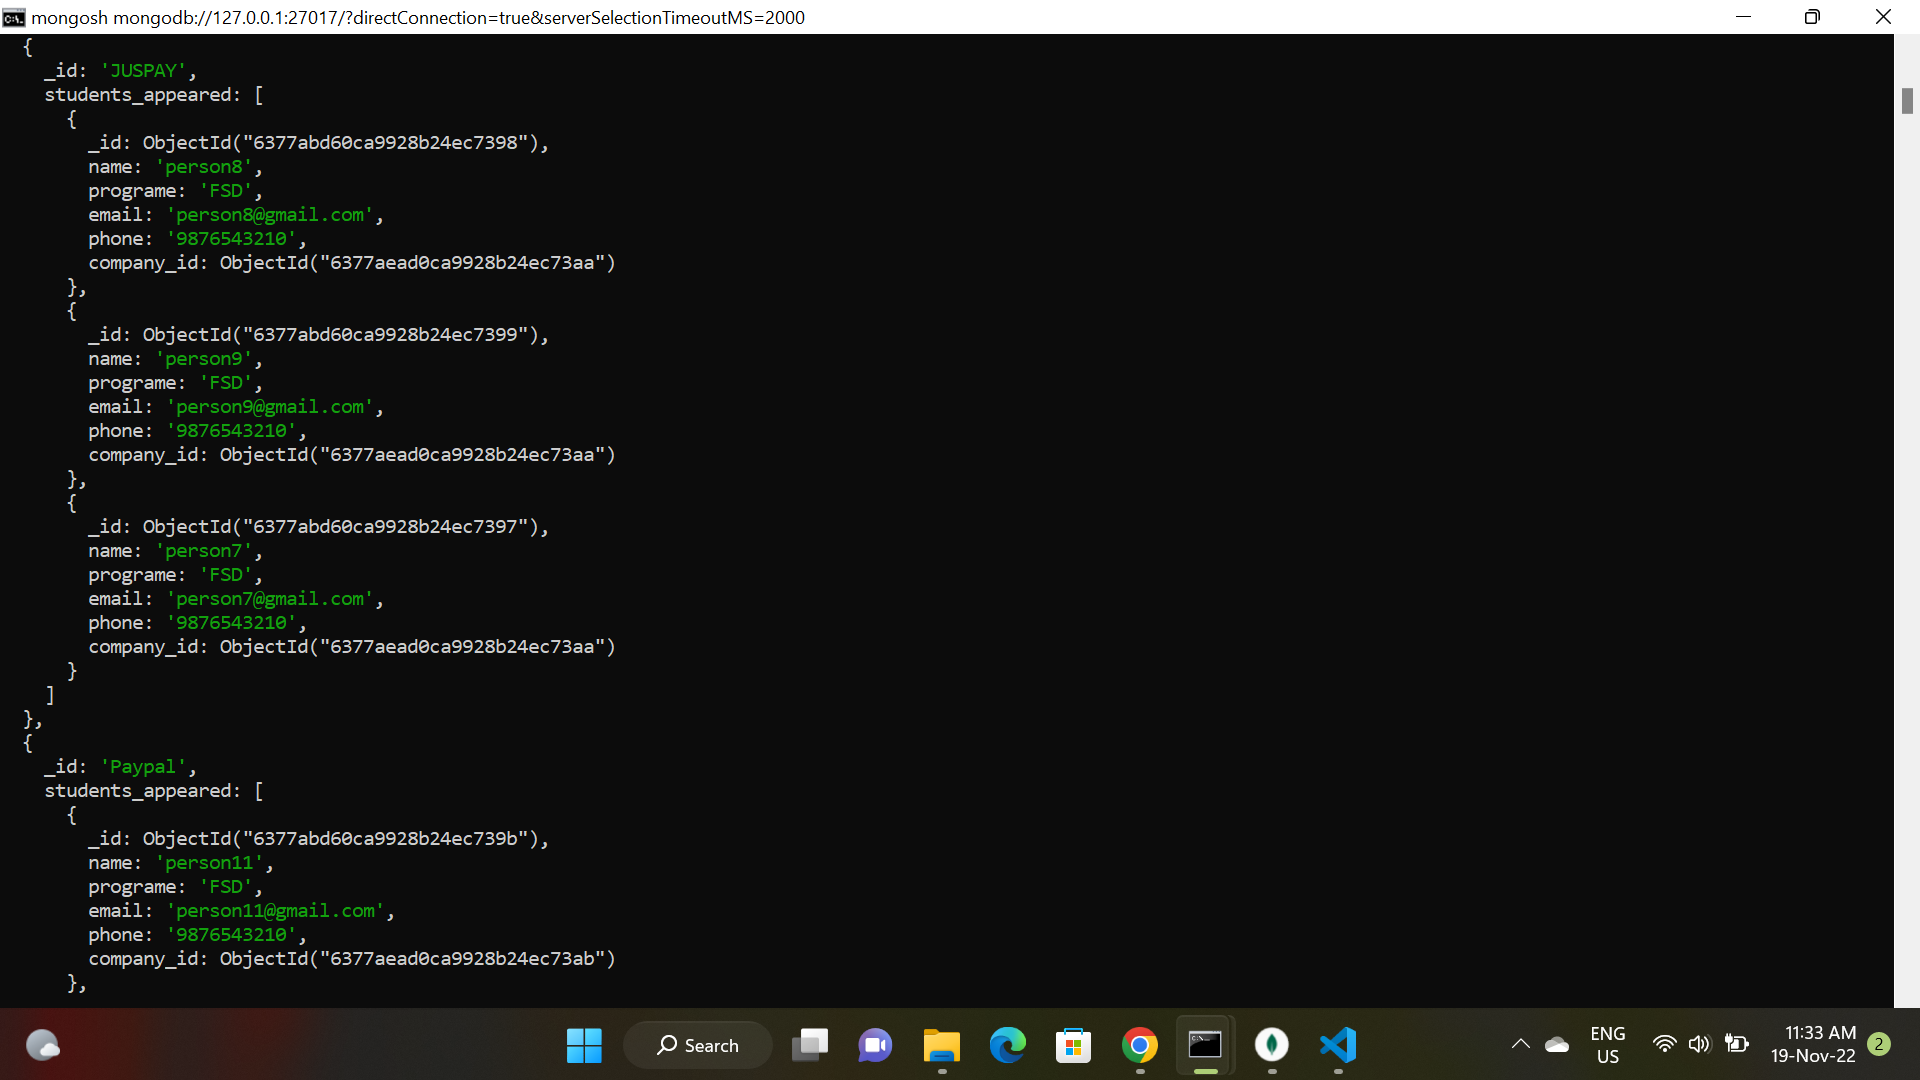 mongosh mongodb://127.0.0.1:27017/?directConnection=true&serverSelectionTimeoutMS=2000
{
_id: 'JUSPAY',
students_appeared: [
{
_id: ObjectId("6377abd60ca9928b24ec7398"),
name: 'person8',
programe: 'FSD',
email: 'person8@gmail.com',
phone: '9876543210',
company_id: ObjectId("6377aead0ca9928b24ec73aa")
},
{
_id: ObjectId("6377abd60ca9928b24ec7399"),
name: 'person9',
programe: 'FSD',
email: 'person9@gmail.com',
phone: '9876543210',
company_id: ObjectId("6377aead0ca9928b24ec73aa")
},
{
_id: ObjectId("6377abd60ca9928b24ec7397"),
name: 'person7',
programe: 'FSD',
email: 'person7@gmail.com',
phone: '9876543210',
company_id: ObjectId("6377aead0ca9928b24ec73aa")
}
]
},
{
_id: 'Paypal',
students_appeared: [
{
_id: ObjectId("6377abd60ca9928b24ec739b"),
name: 'person11',
programe: 'FSD',
email: 'person11@gmail.com',
phone: '9876543210',
company_id: ObjectId("6377aead0ca9928b24ec73ab")
},
Search
ENG
US
11:33 AM
19-Nov-22
2